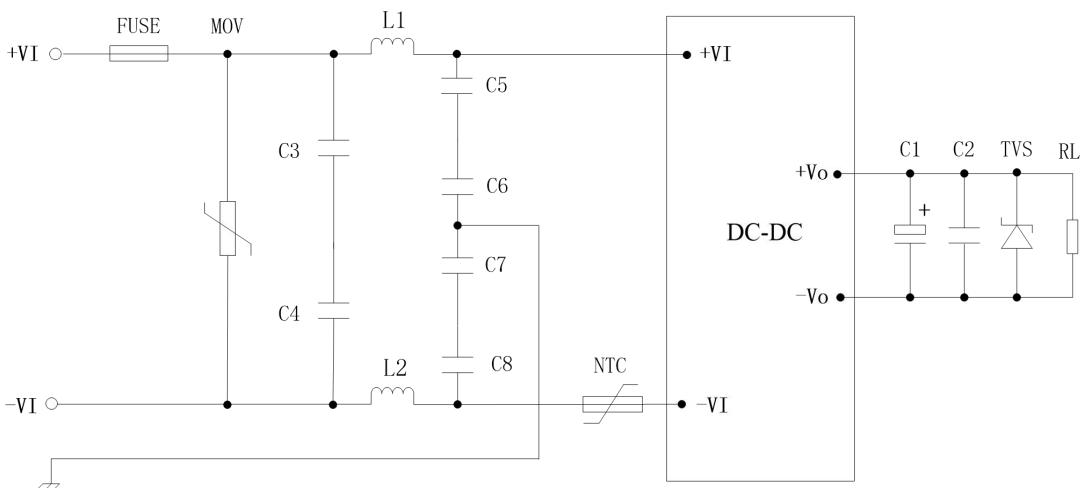 FUSE
MOV
L1
+VI
+VI
C5
C3
C1
C2
TVS
RL
+Vo
C6
+
DC-DC
C7
-Vo
C4
C8
L2
NTC
-VI
-VI